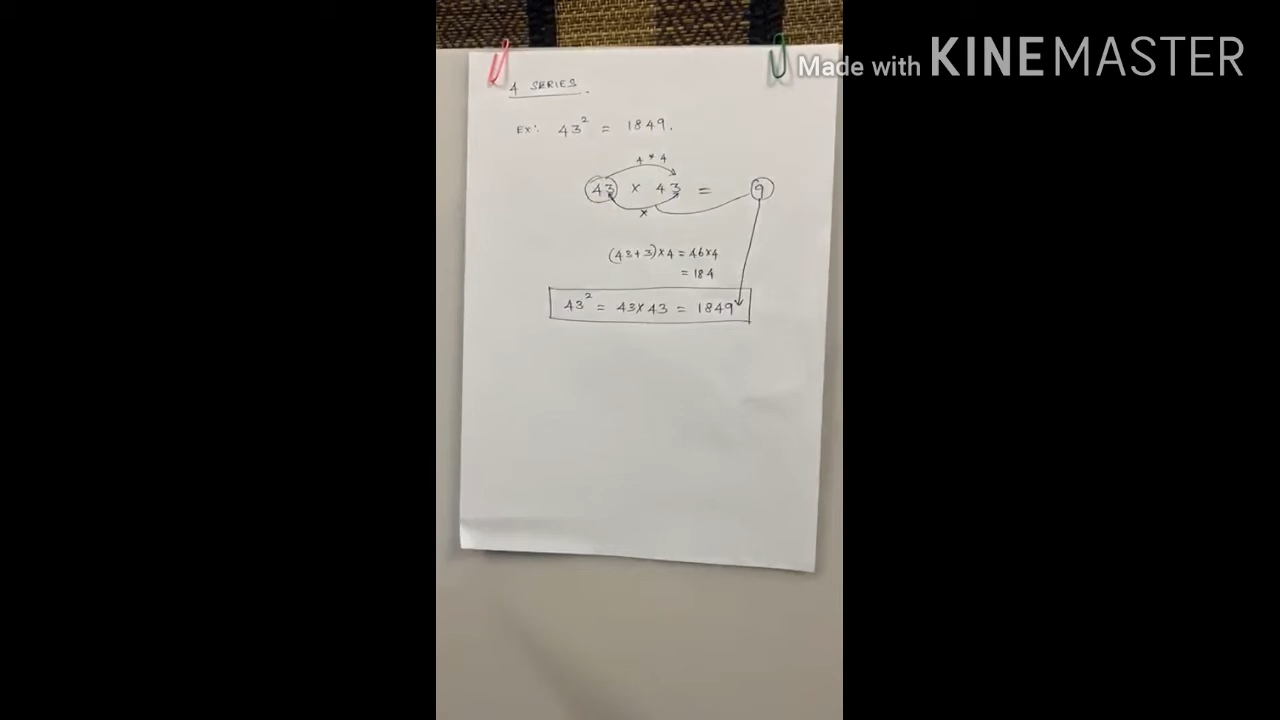 Made with KINEMASTER
4 SERIES.
EX: 43² = 1849.
4 * 4
43 × 43 = 9
×
(43+3)×4 = 46×4
= 184
43² = 43×43 = 1849